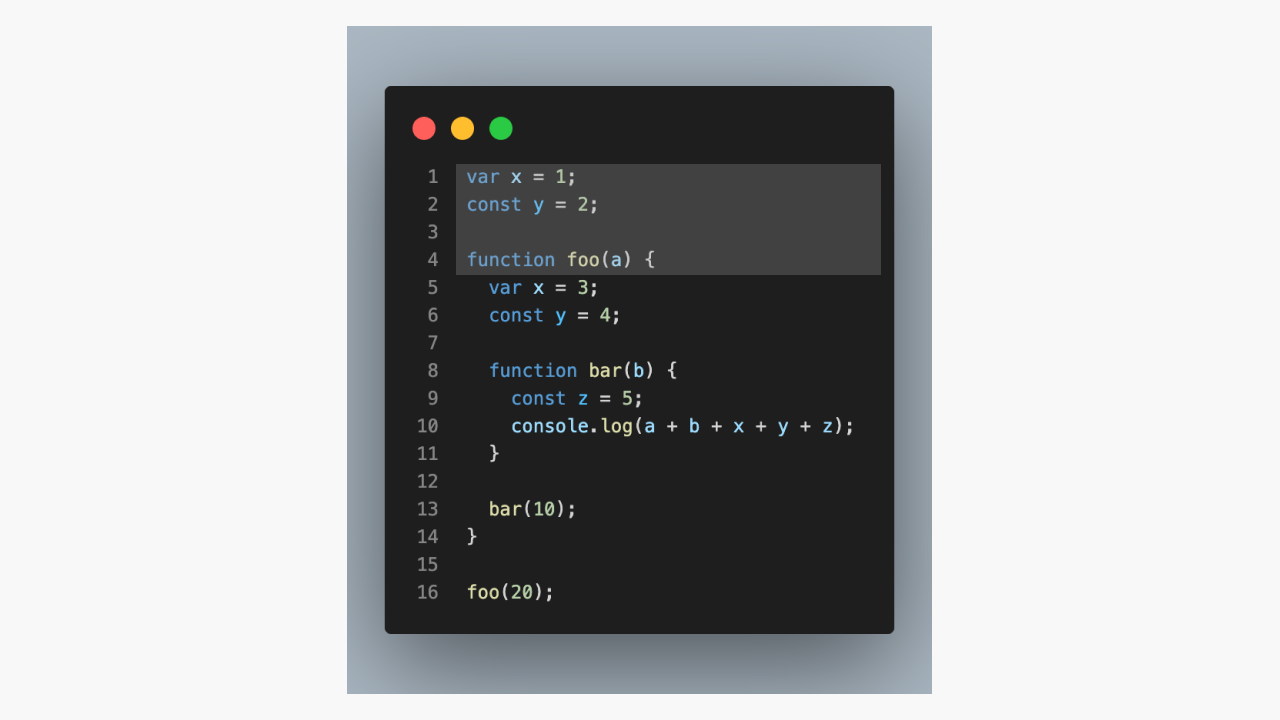 1 var x = 1;
2 const y = 2;
3
4 function foo(a) {
5   var x = 3;
6   const y = 4;
7
8   function bar(b) {
9     const z = 5;
10     console.log(a + b + x + y + z);
11   }
12
13   bar(10);
14 }
15
16 foo(20);